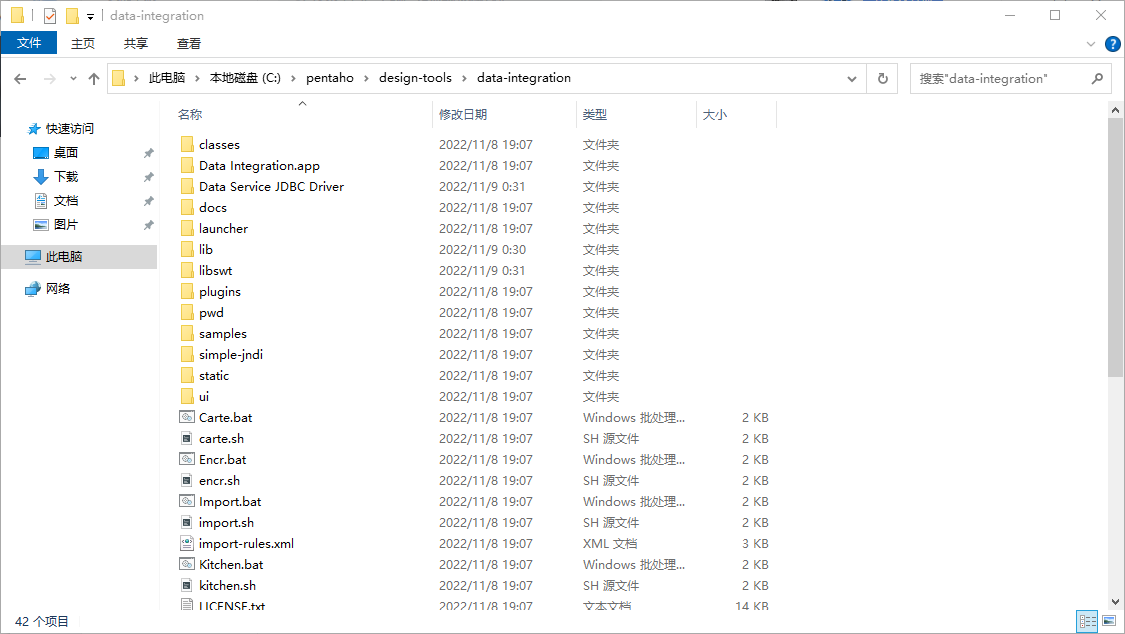 data-integration
文件 主页 共享 查看
此电脑 本地磁盘 (C:) pentaho design-tools data-integration 搜索"data-integration"
快速访问
桌面
下载
文档
图片
此电脑
网络
名称 修改日期 类型 大小
classes 2022/11/8 19:07 文件夹
Data Integration.app 2022/11/8 19:07 文件夹
Data Service JDBC Driver 2022/11/9 0:31 文件夹
docs 2022/11/8 19:07 文件夹
launcher 2022/11/8 19:07 文件夹
lib 2022/11/9 0:30 文件夹
libswt 2022/11/9 0:31 文件夹
plugins 2022/11/8 19:07 文件夹
pwd 2022/11/8 19:07 文件夹
samples 2022/11/8 19:07 文件夹
simple-jndi 2022/11/8 19:07 文件夹
static 2022/11/8 19:07 文件夹
ui 2022/11/8 19:07 文件夹
Carte.bat 2022/11/8 19:07 Windows 批处理... 2 KB
carte.sh 2022/11/8 19:07 SH 源文件 2 KB
Encr.bat 2022/11/8 19:07 Windows 批处理... 2 KB
encr.sh 2022/11/8 19:07 SH 源文件 2 KB
Import.bat 2022/11/8 19:07 Windows 批处理... 2 KB
import.sh 2022/11/8 19:07 SH 源文件 2 KB
import-rules.xml 2022/11/8 19:07 XML 文档 3 KB
Kitchen.bat 2022/11/8 19:07 Windows 批处理... 2 KB
kitchen.sh 2022/11/8 19:07 SH 源文件 2 KB
LICENSE.txt 2022/11/8 19:07 文本文档 14 KB
42 个项目